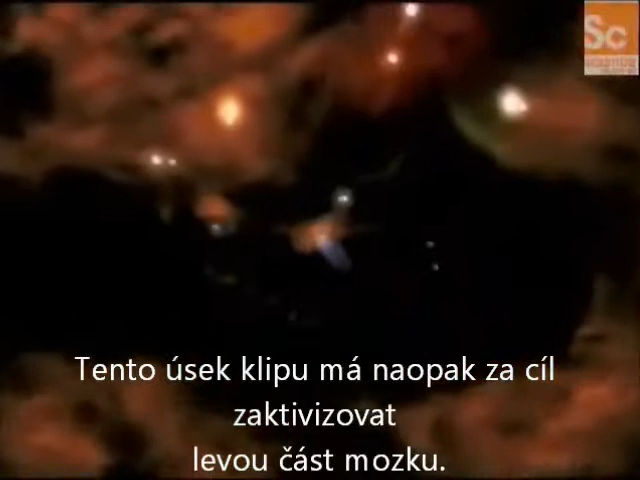 Sc
Tento úsek klipu má naopak za cíl
zaktivizovat
levou část mozku.